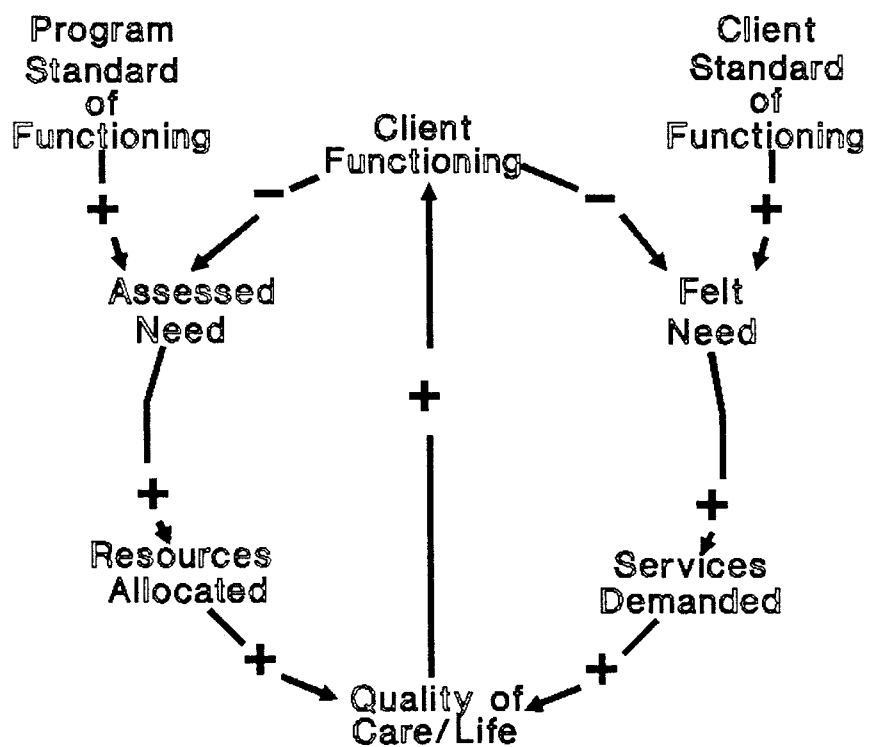 Program
Standard
of
Functioning
Client
Functioning
Client
Standard
of
Functioning
+
−
−
+
Assessed
Need
Felt
Need
+
+
+
Resources
Allocated
Services
Demanded
+
+
Quality of
Care/Life